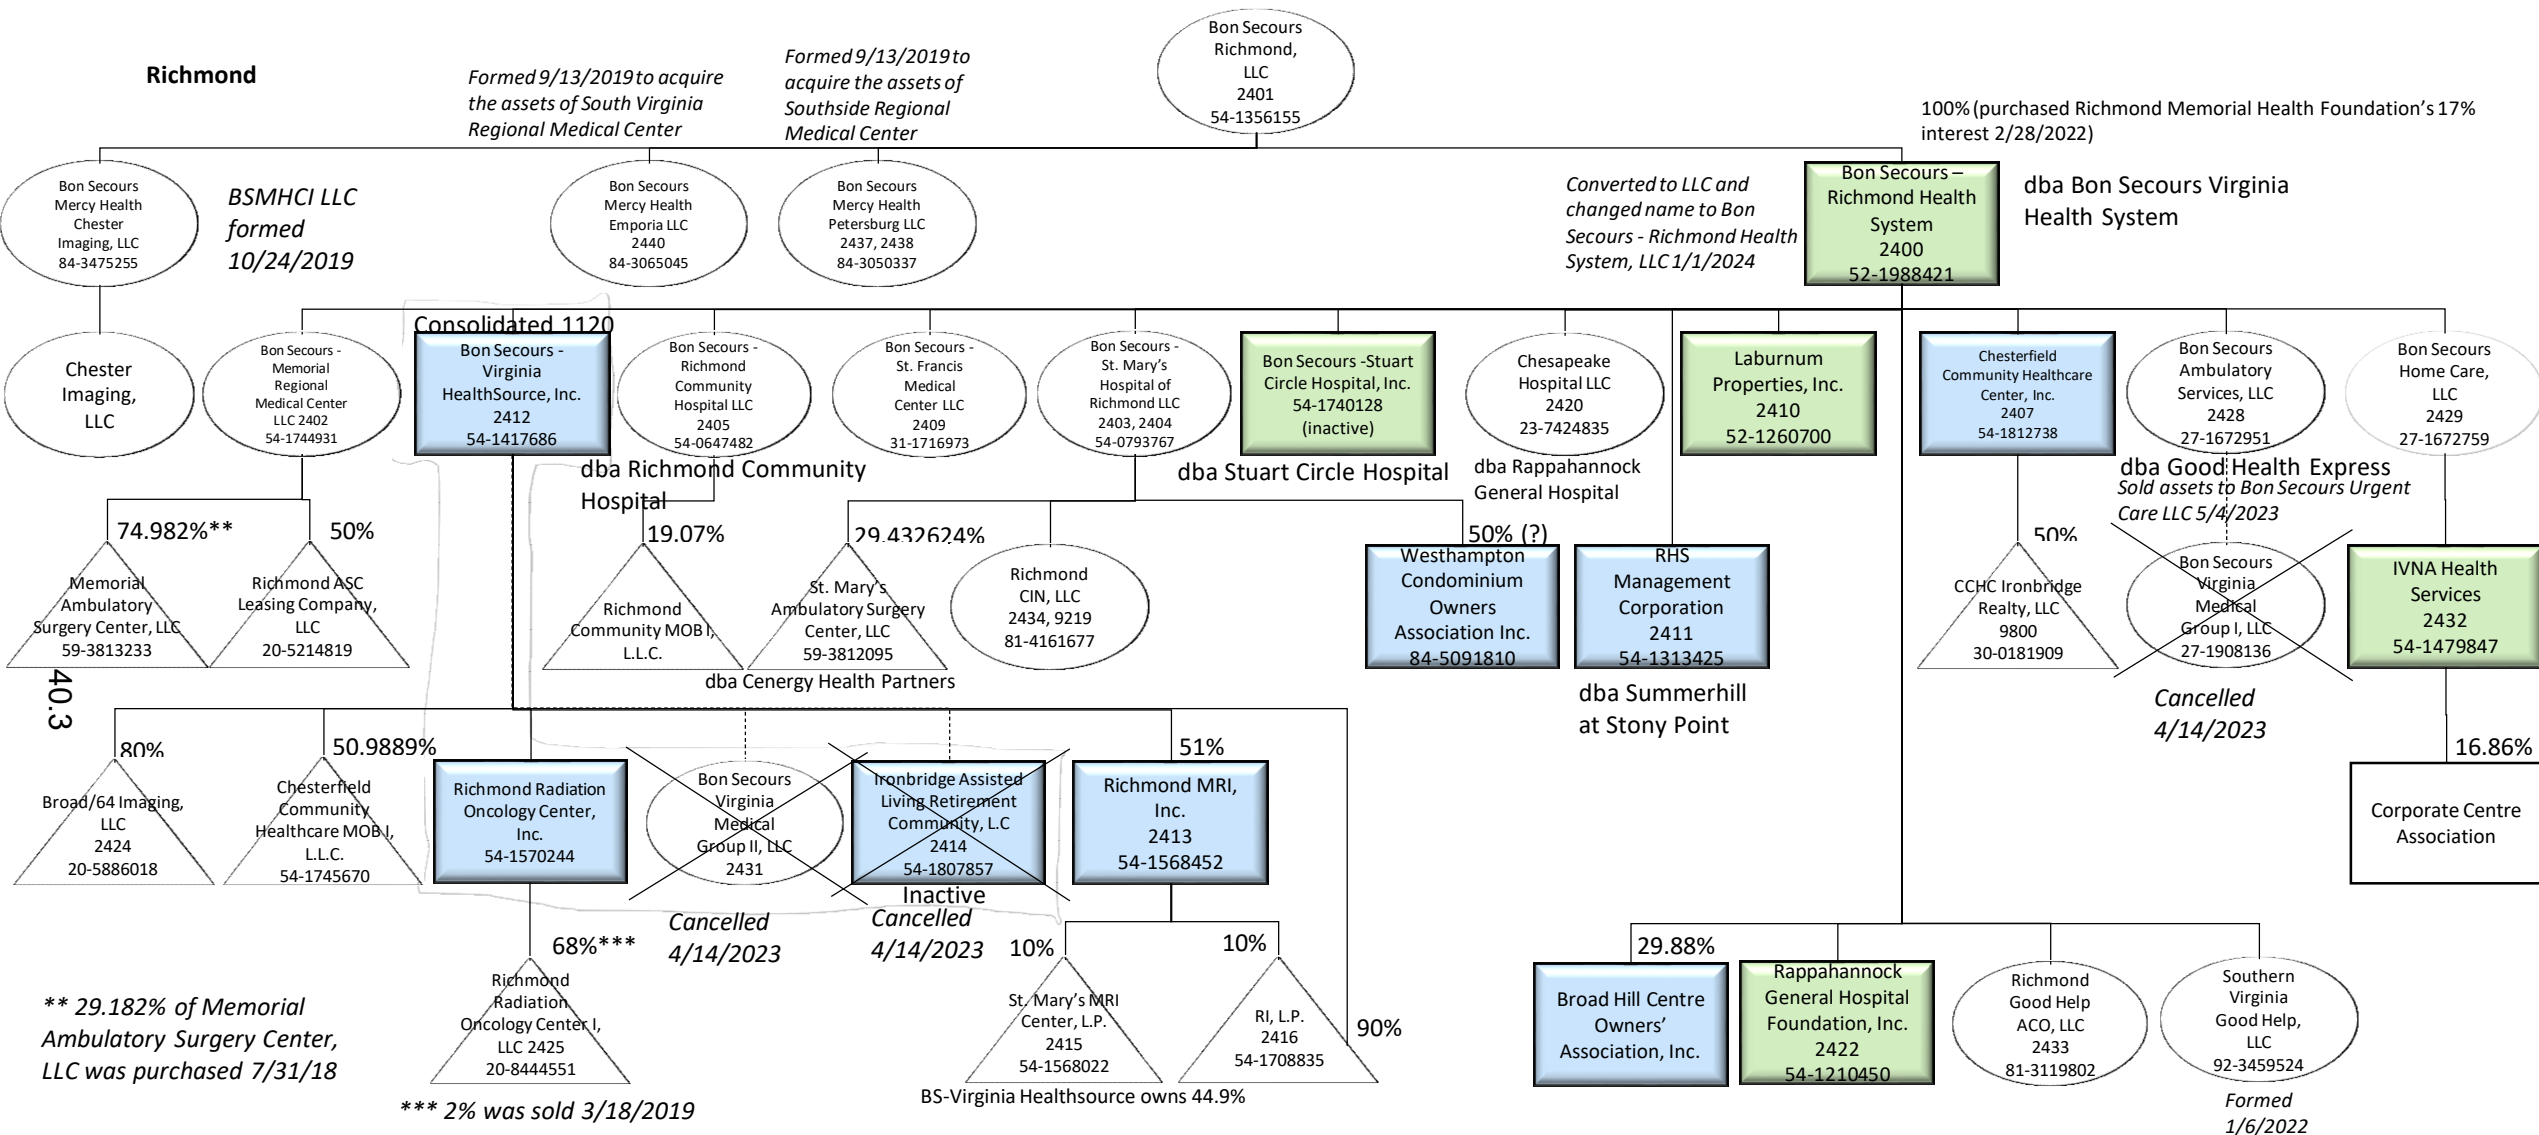 Richmond
Formed 9/13/2019 to acquire
the assets of South Virginia
Regional Medical Center
Formed 9/13/2019 to
acquire the assets of
Southside Regional
Medical Center
Bon Secours
Richmond,
LLC
2401
54-1356155
100% (purchased Richmond Memorial Health Foundation's 17%
interest 2/28/2022)
Bon Secours
Mercy Health
Chester
Imaging, LLC
84-3475255
BSMHCI LLC
formed
10/24/2019
Bon Secours
Mercy Health
Emporia LLC
2440
84-3065045
Bon Secours
Mercy Health
Petersburg LLC
2437, 2438
84-3050337
Converted to LLC and
changed name to Bon
Secours - Richmond Health
System, LLC 1/1/2024
Bon Secours –
Richmond Health
System
2400
52-1988421
dba Bon Secours Virginia
Health System
Chester
Imaging,
LLC
Bon Secours -
Memorial
Regional
Medical Center
LLC 2402
54-1744931
Consolidated 1120
Bon Secours -
Virginia
HealthSource, Inc.
2412
54-1417686
Bon Secours -
Richmond
Community
Hospital LLC
2405
54-0647482
dba Richmond Community
Hospital
Bon Secours -
St. Francis
Medical
Center LLC
2409
31-1716973
Bon Secours -
St. Mary's
Hospital of
Richmond LLC
2403, 2404
54-0793767
Bon Secours -Stuart
Circle Hospital, Inc.
54-1740128
(inactive)
dba Stuart Circle Hospital
Chesapeake
Hospital LLC
2420
23-7424835
dba Rappahannock
General Hospital
Laburnum
Properties, Inc.
2410
52-1260700
Chesterfield
Community Healthcare
Center, Inc.
2407
54-1812738
Bon Secours
Ambulatory
Services, LLC
2428
27-1672951
dba Good Health Express
Sold assets to Bon Secours Urgent
Care LLC 5/4/2023
Bon Secours
Home Care,
LLC
2429
27-1672759
74.982%**
Memorial
Ambulatory
Surgery Center, LLC
59-3813233
40.3
50%
Richmond ASC
Leasing Company,
LLC
20-5214819
19.07%
Richmond
Community MOB I,
L.L.C.
29.432624%
St. Mary's
Ambulatory Surgery
Center, LLC
59-3812095
dba Cenergy Health Partners
Richmond
CIN, LLC
2434, 9219
81-4161677
50% (?)
Westhampton
Condominium
Owners
Association Inc.
84-5091810
RHS
Management
Corporation
2411
54-1313425
dba Summerhill
at Stony Point
50%
CCHC Ironbridge
Realty, LLC
9800
30-0181909
Bon Secours
Virginia
Medical
Group I, LLC
27-1908136
Cancelled
4/14/2023
IVNA Health
Services
2432
54-1479847
16.86%
Corporate Centre
Association
80%
Broad/64 Imaging,
LLC
2424
20-5886018
50.9889%
Chesterfield
Community
Healthcare MOB I,
L.L.C.
54-1745670
Richmond Radiation
Oncology Center,
Inc.
54-1570244
Bon Secours
Virginia
Medical
Group II, LLC
2431
Cancelled
4/14/2023
Ironbridge Assisted
Living Retirement
Community, L.C
2414
54-1807857
Inactive
Cancelled
4/14/2023
51%
Richmond MRI,
Inc.
2413
54-1568452
68%***
Richmond
Radiation
Oncology Center I,
LLC 2425
20-8444551
10%
St. Mary's MRI
Center, L.P.
2415
54-1568022
10%
RI, L.P.
2416
54-1708835
90%
BS-Virginia Healthsource owns 44.9%
29.88%
Broad Hill Centre
Owners'
Association, Inc.
Rappahannock
General Hospital
Foundation, Inc.
2422
54-1210450
Richmond
Good Help
ACO, LLC
2433
81-3119802
Southern
Virginia
Good Help,
LLC
92-3459524
Formed
1/6/2022
** 29.182% of Memorial
Ambulatory Surgery Center,
LLC was purchased 7/31/18
*** 2% was sold 3/18/2019